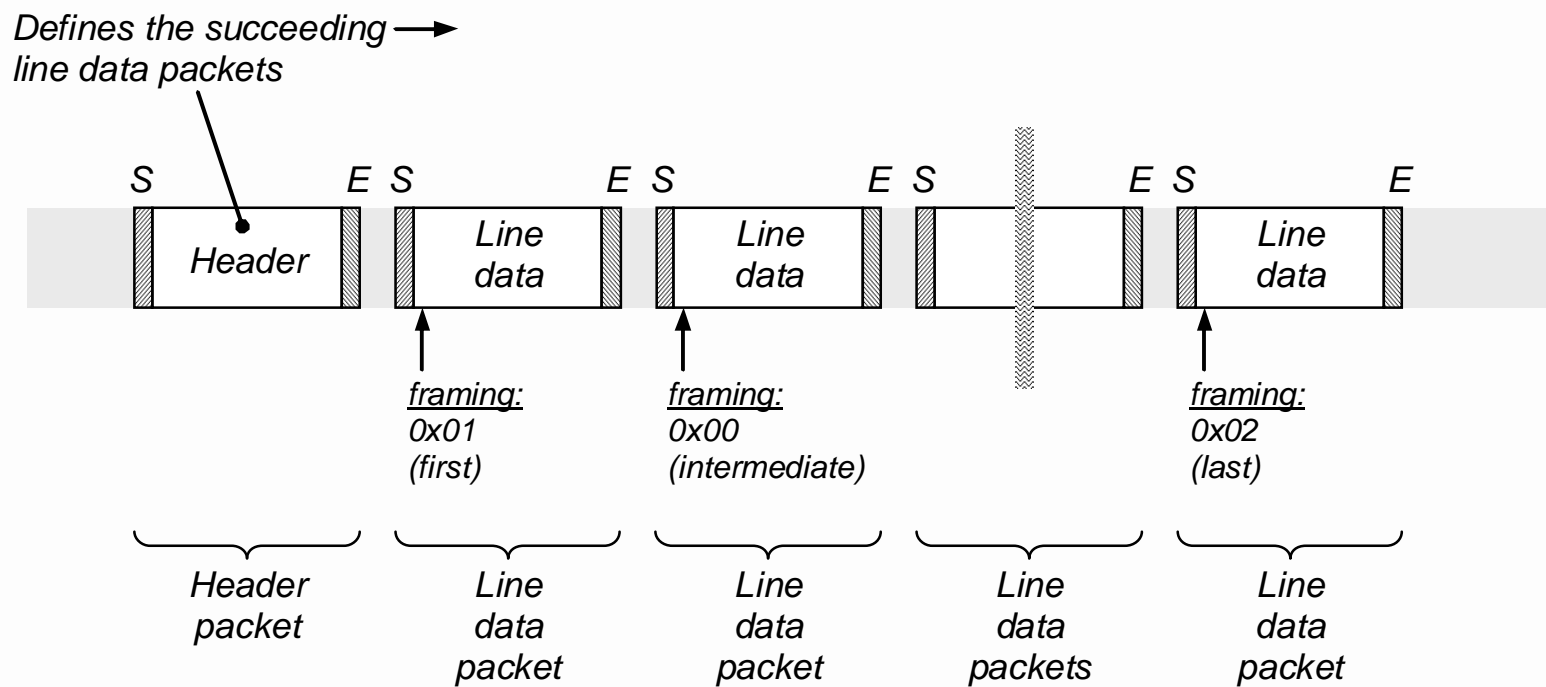 Defines the succeeding
line data packets
S E S E S E S E S E
Header
Line
data
Line
data
Line
data
framing:
0x01
(first)
framing:
0x00
(intermediate)
framing:
0x02
(last)
Header
packet
Line
data
packet
Line
data
packet
Line
data
packets
Line
data
packet